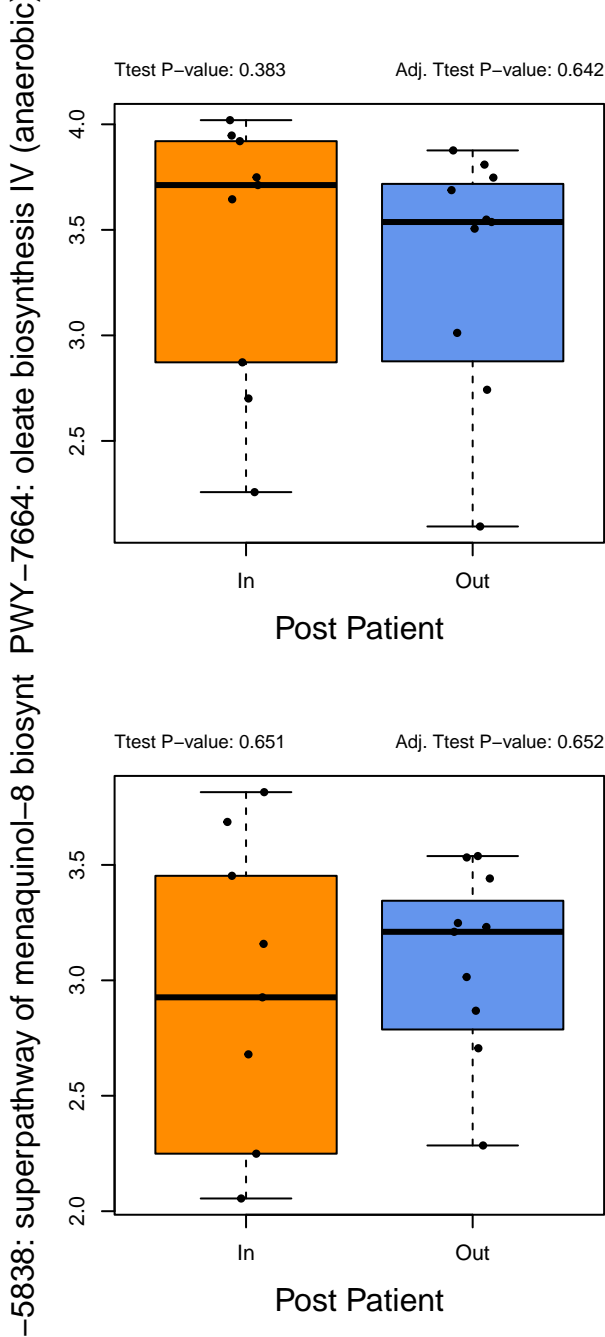 Ttest P−value: 0.383
Adj. Ttest P−value: 0.642
PWY−7664: oleate biosynthesis IV (anaerobic)
4.0
3.5
3.0
2.5
In
Out
Post Patient
Ttest P−value: 0.651
Adj. Ttest P−value: 0.652
−5838: superpathway of menaquinol−8 biosynt
3.5
3.0
2.5
2.0
In
Out
Post Patient